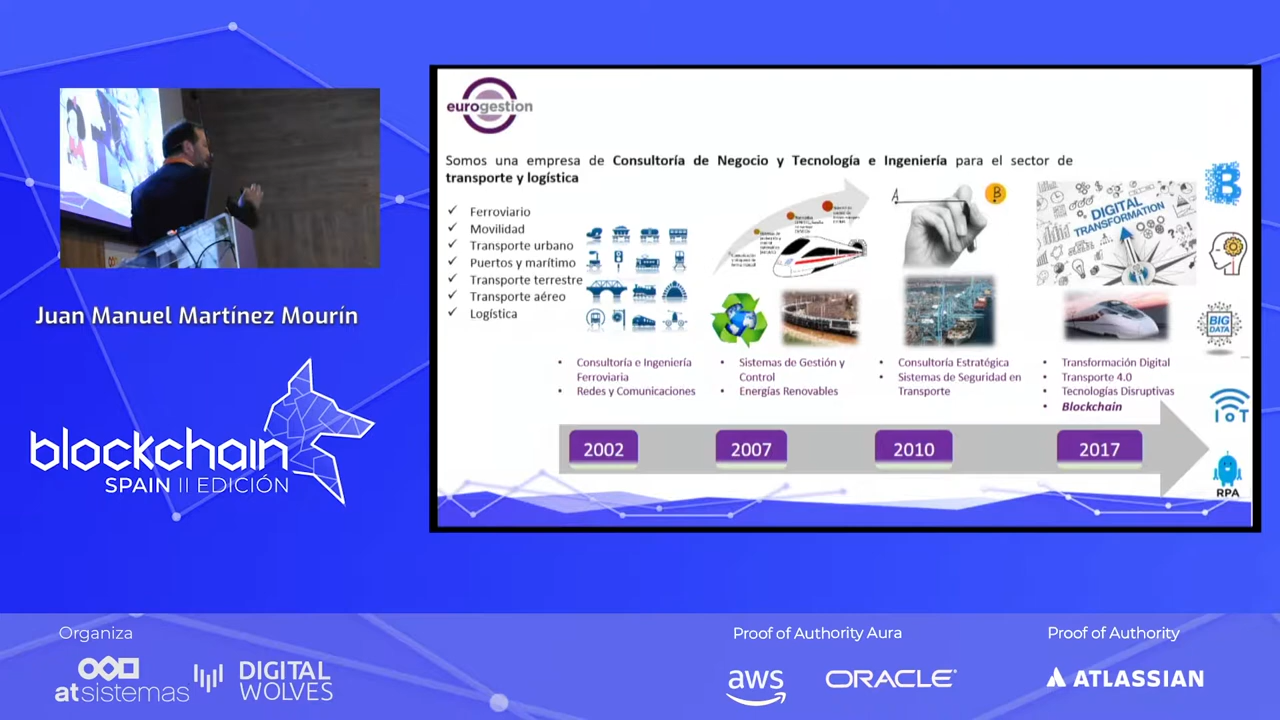 Juan Manuel Martínez Mourín
blockchain
SPAIN II EDICIÓN
eurogestion
Somos una empresa de Consultoría de Negocio y Tecnología e Ingeniería para el sector de
transporte y logística
✓ Ferroviario
✓ Movilidad
✓ Transporte urbano
✓ Puertos y marítimo
✓ Transporte terrestre
✓ Transporte aéreo
✓ Logística
A
B
DIGITAL
TRANSFORMATION
BIG
DATA
IoT
RPA
• Consultoría e Ingeniería
Ferroviaria
• Redes y Comunicaciones
• Sistemas de Gestión y
Control
• Energías Renovables
• Consultoría Estratégica
• Sistemas de Seguridad en
Transporte
• Transformación Digital
• Transporte 4.0
• Tecnologías Disruptivas
• Blockchain
2002
2007
2010
2017
Organiza
atsistemas
DIGITAL
WOLVES
Proof of Authority Aura
aws
ORACLE
Proof of Authority
ATLASSIAN